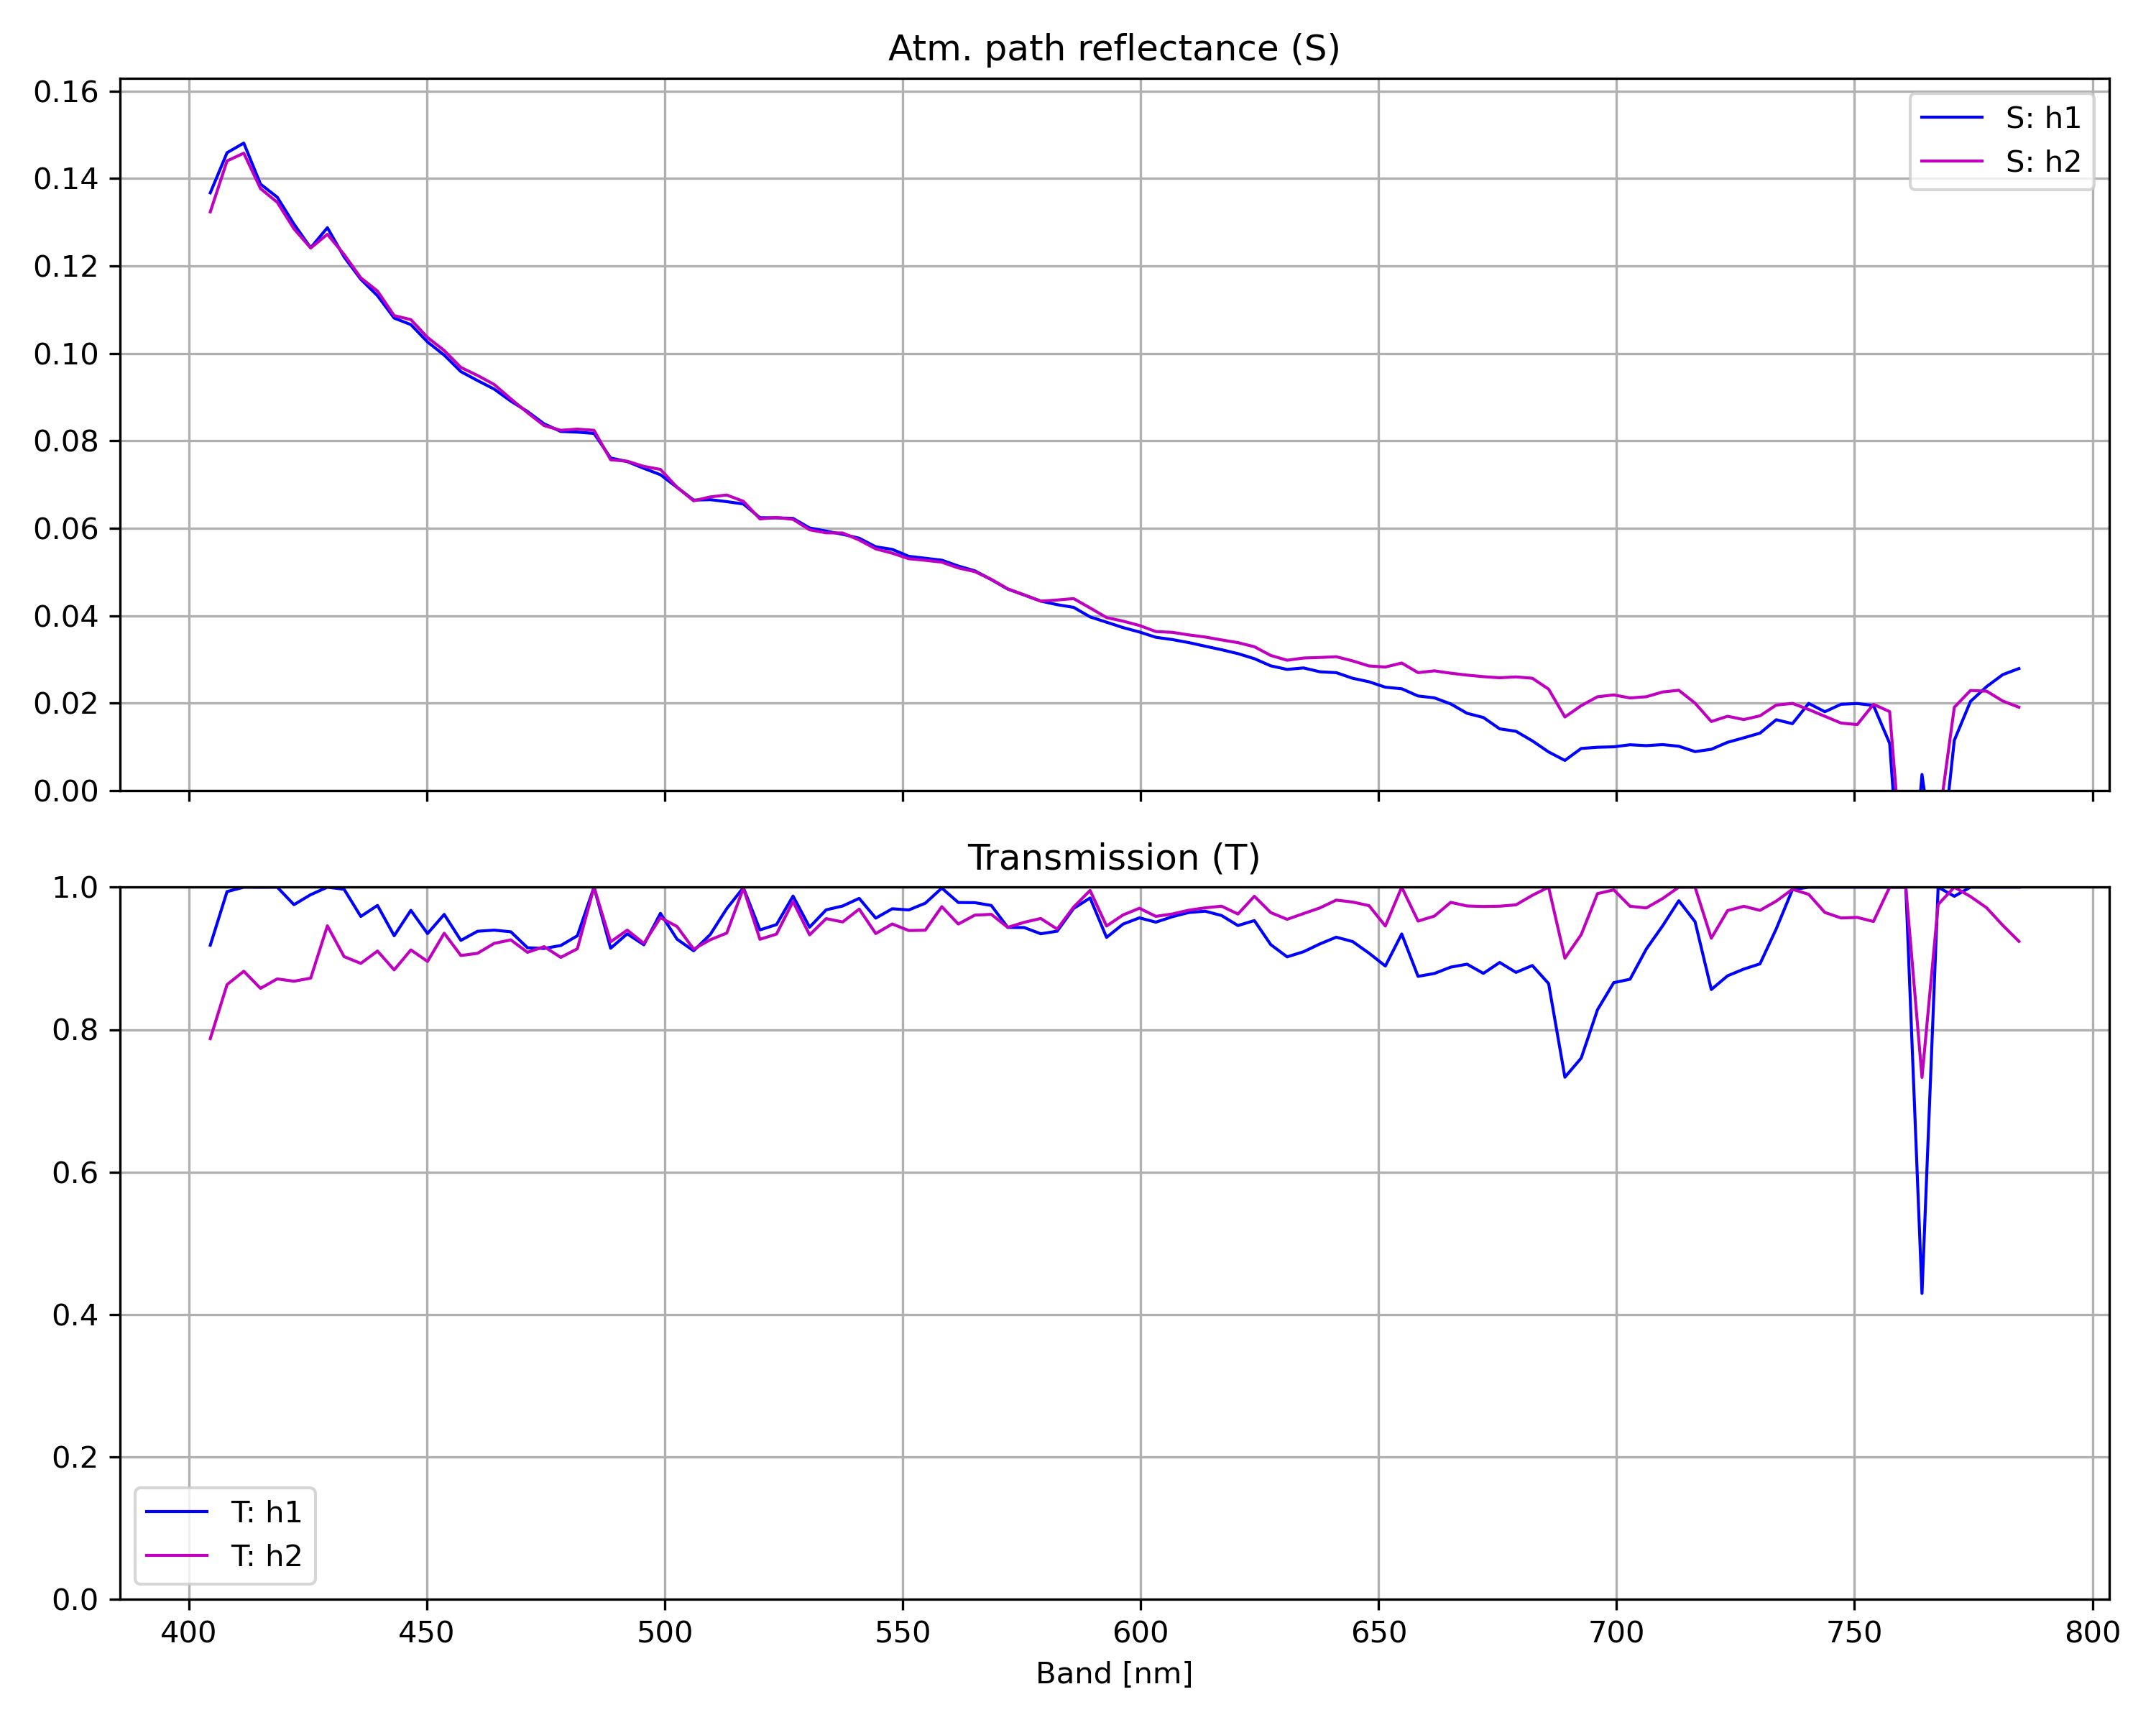 Atm. path reflectance (S)
0.16
0.14
0.12
0.10
0.08
0.06
0.04
0.02
0.00
S: h1
S: h2
Transmission (T)
1.0
0.8
0.6
0.4
0.2
0.0
T: h1
T: h2
400 450 500 550 600 650 700 750 800
Band [nm]